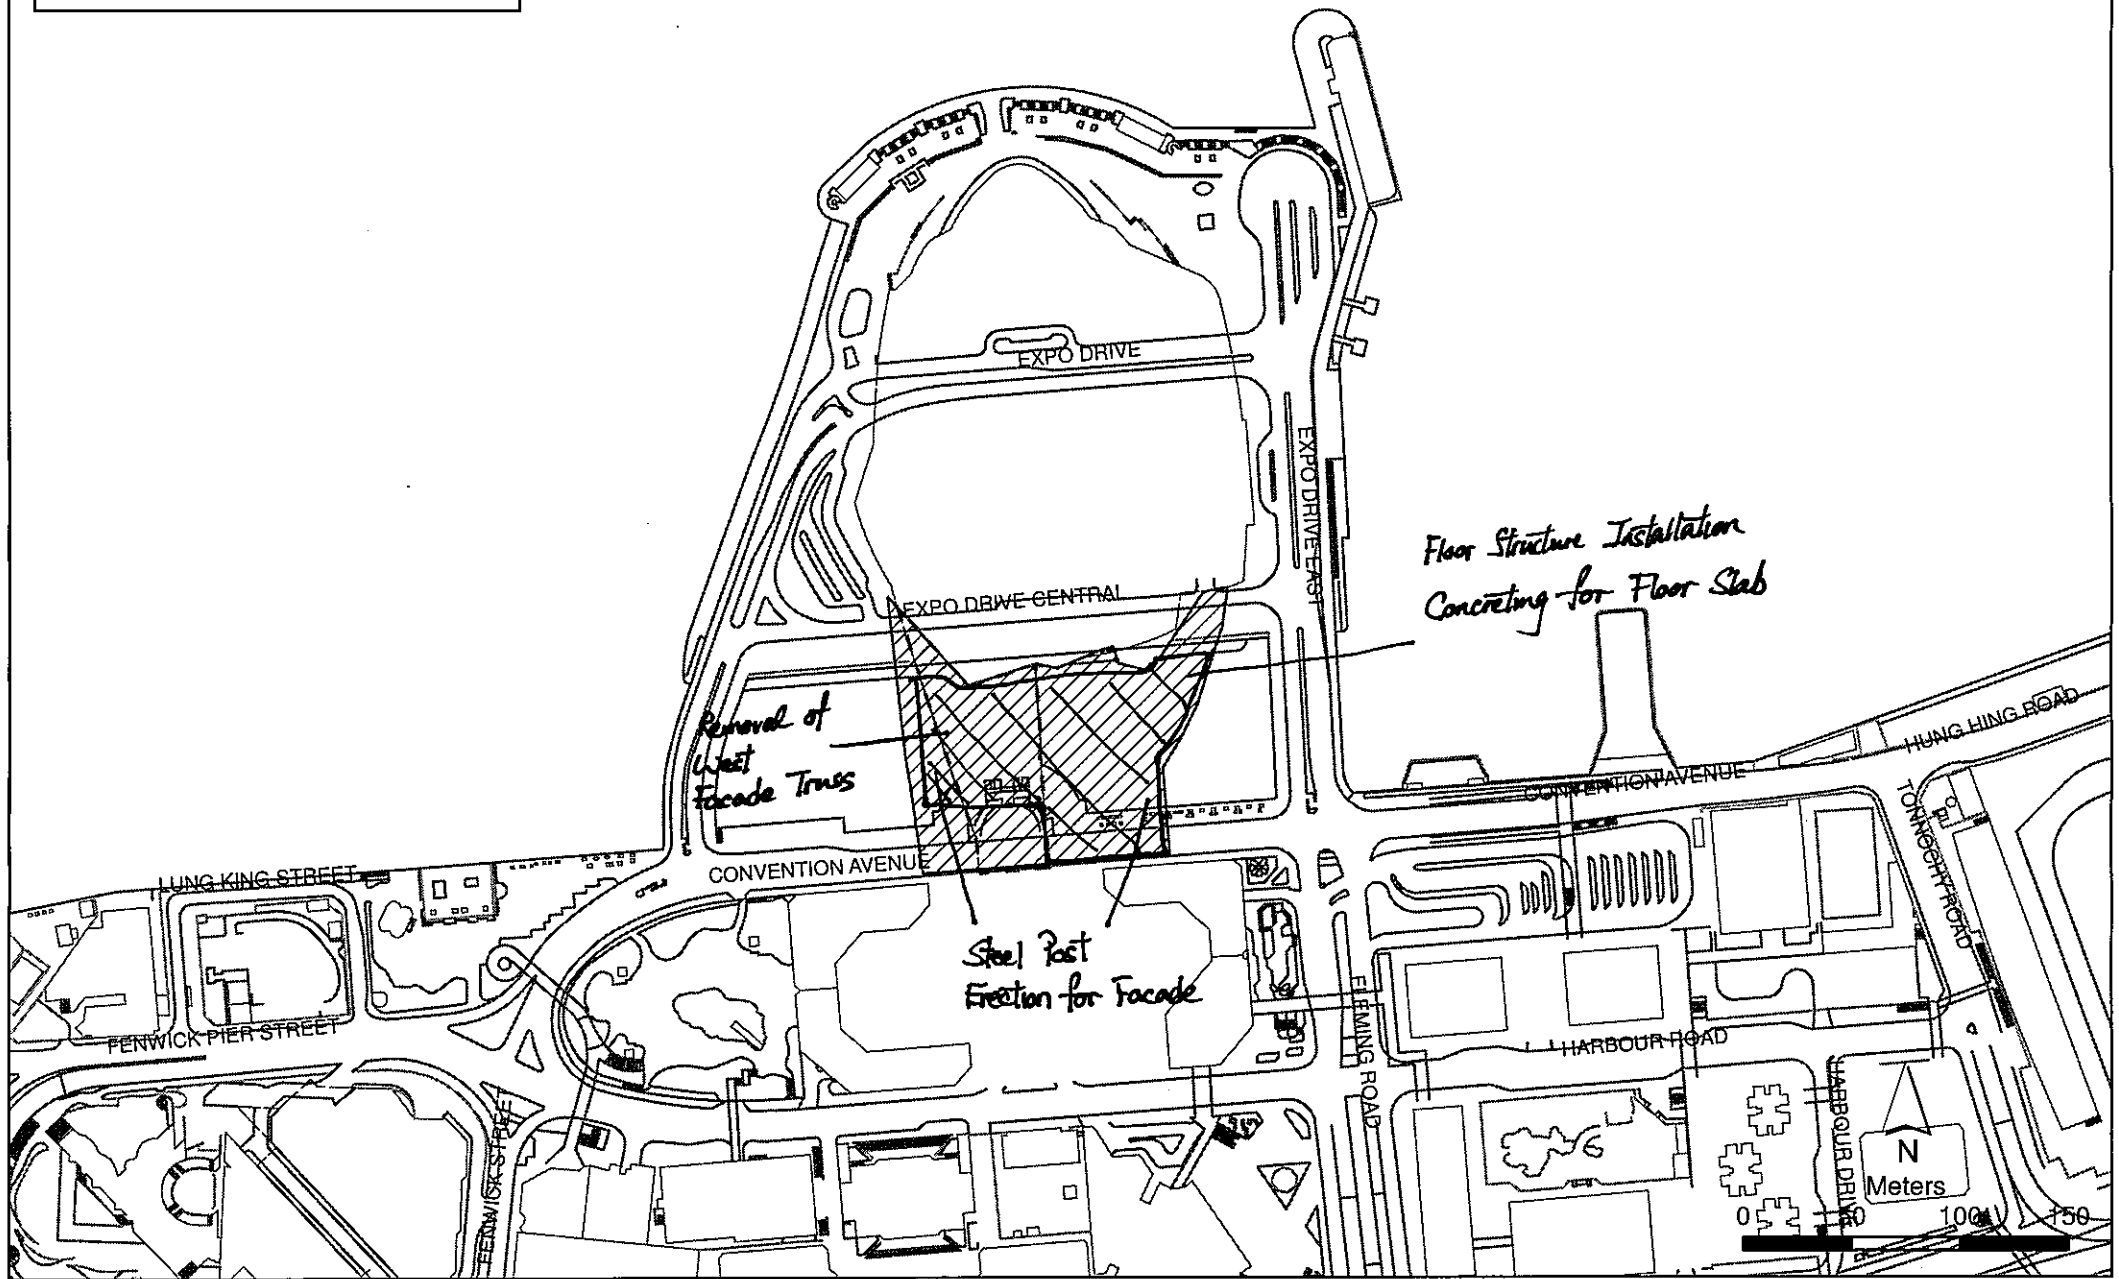 EXPO DRIVE
EXPO DRIVE EAST
Floor Structure Installation
Concreting for Floor Slab
EXPO DRIVE CENTRAL
Removal of
West
Facade Truss
HUNG HING ROAD
CONVENTION AVENUE
TONNOCHY ROAD
CONVENTION AVENUE
LUNG KING STREET
Steel Post
Erection for Facade
FENWICK PIER STREET
FLEMING ROAD
HARBOUR ROAD
FENWICK STREET
HARBOUR DRIVE
N
Meters
0 50 100 150